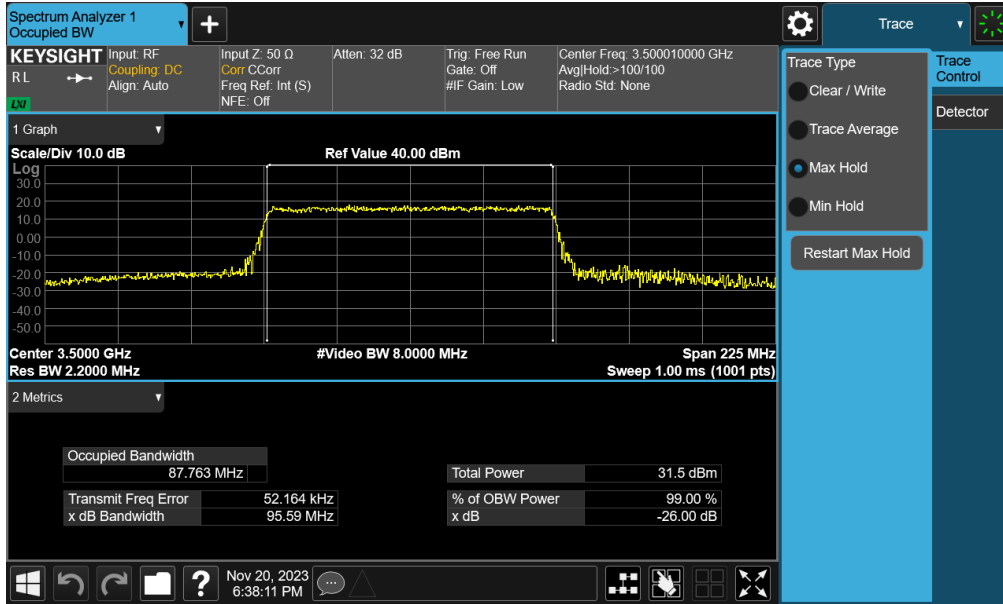 Spectrum Analyzer 1
Occupied BW
+
Trace
KEYSIGHT
RL
LXI
Input: RF
Coupling: DC
Align: Auto
Input Z: 50 Ω
Corr CCorr
Freq Ref: Int (S)
NFE: Off
Atten: 32 dB
Trig: Free Run
Gate: Off
#IF Gain: Low
Center Freq: 3.500010000 GHz
Avg|Hold:>100/100
Radio Std: None
Trace Type
Clear / Write
Trace Average
Max Hold
Min Hold
Restart Max Hold
Trace
Control
Detector
1 Graph
Scale/Div 10.0 dB
Ref Value 40.00 dBm
Log
30.0
20.0
10.0
0.00
-10.0
-20.0
-30.0
-40.0
-50.0
Center 3.5000 GHz
#Video BW 8.0000 MHz
Span 225 MHz
Res BW 2.2000 MHz
Sweep 1.00 ms (1001 pts)
2 Metrics
Occupied Bandwidth
87.763 MHz
Total Power 31.5 dBm
Transmit Freq Error 52.164 kHz
% of OBW Power 99.00 %
x dB Bandwidth 95.59 MHz
x dB -26.00 dB
?
Nov 20, 2023
6:38:11 PM